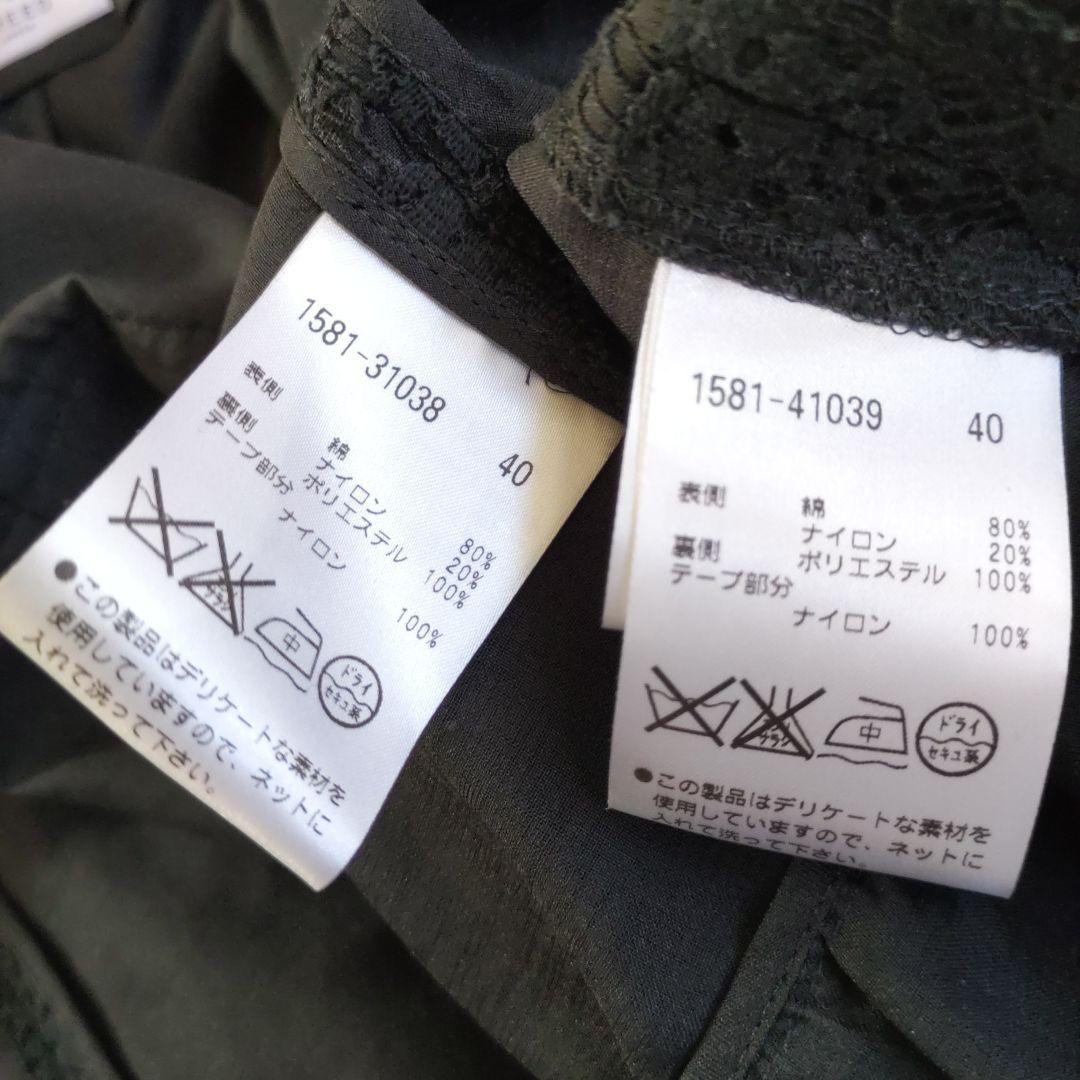 1581-31038 40
表側 綿 80%
ナイロン 20%
裏側 ポリエステル 100%
テープ部分
ナイロン 100%
中
ドライ
セキユ系
●この製品はデリケートな素材を
使用していますので、ネットに
入れて洗って下さい。
1581-41039 40
表側 綿 80%
ナイロン 20%
裏側 ポリエステル 100%
テープ部分
ナイロン 100%
中
ドライ
セキユ系
●この製品はデリケートな素材を
使用していますので、ネットに
入れて洗って下さい。